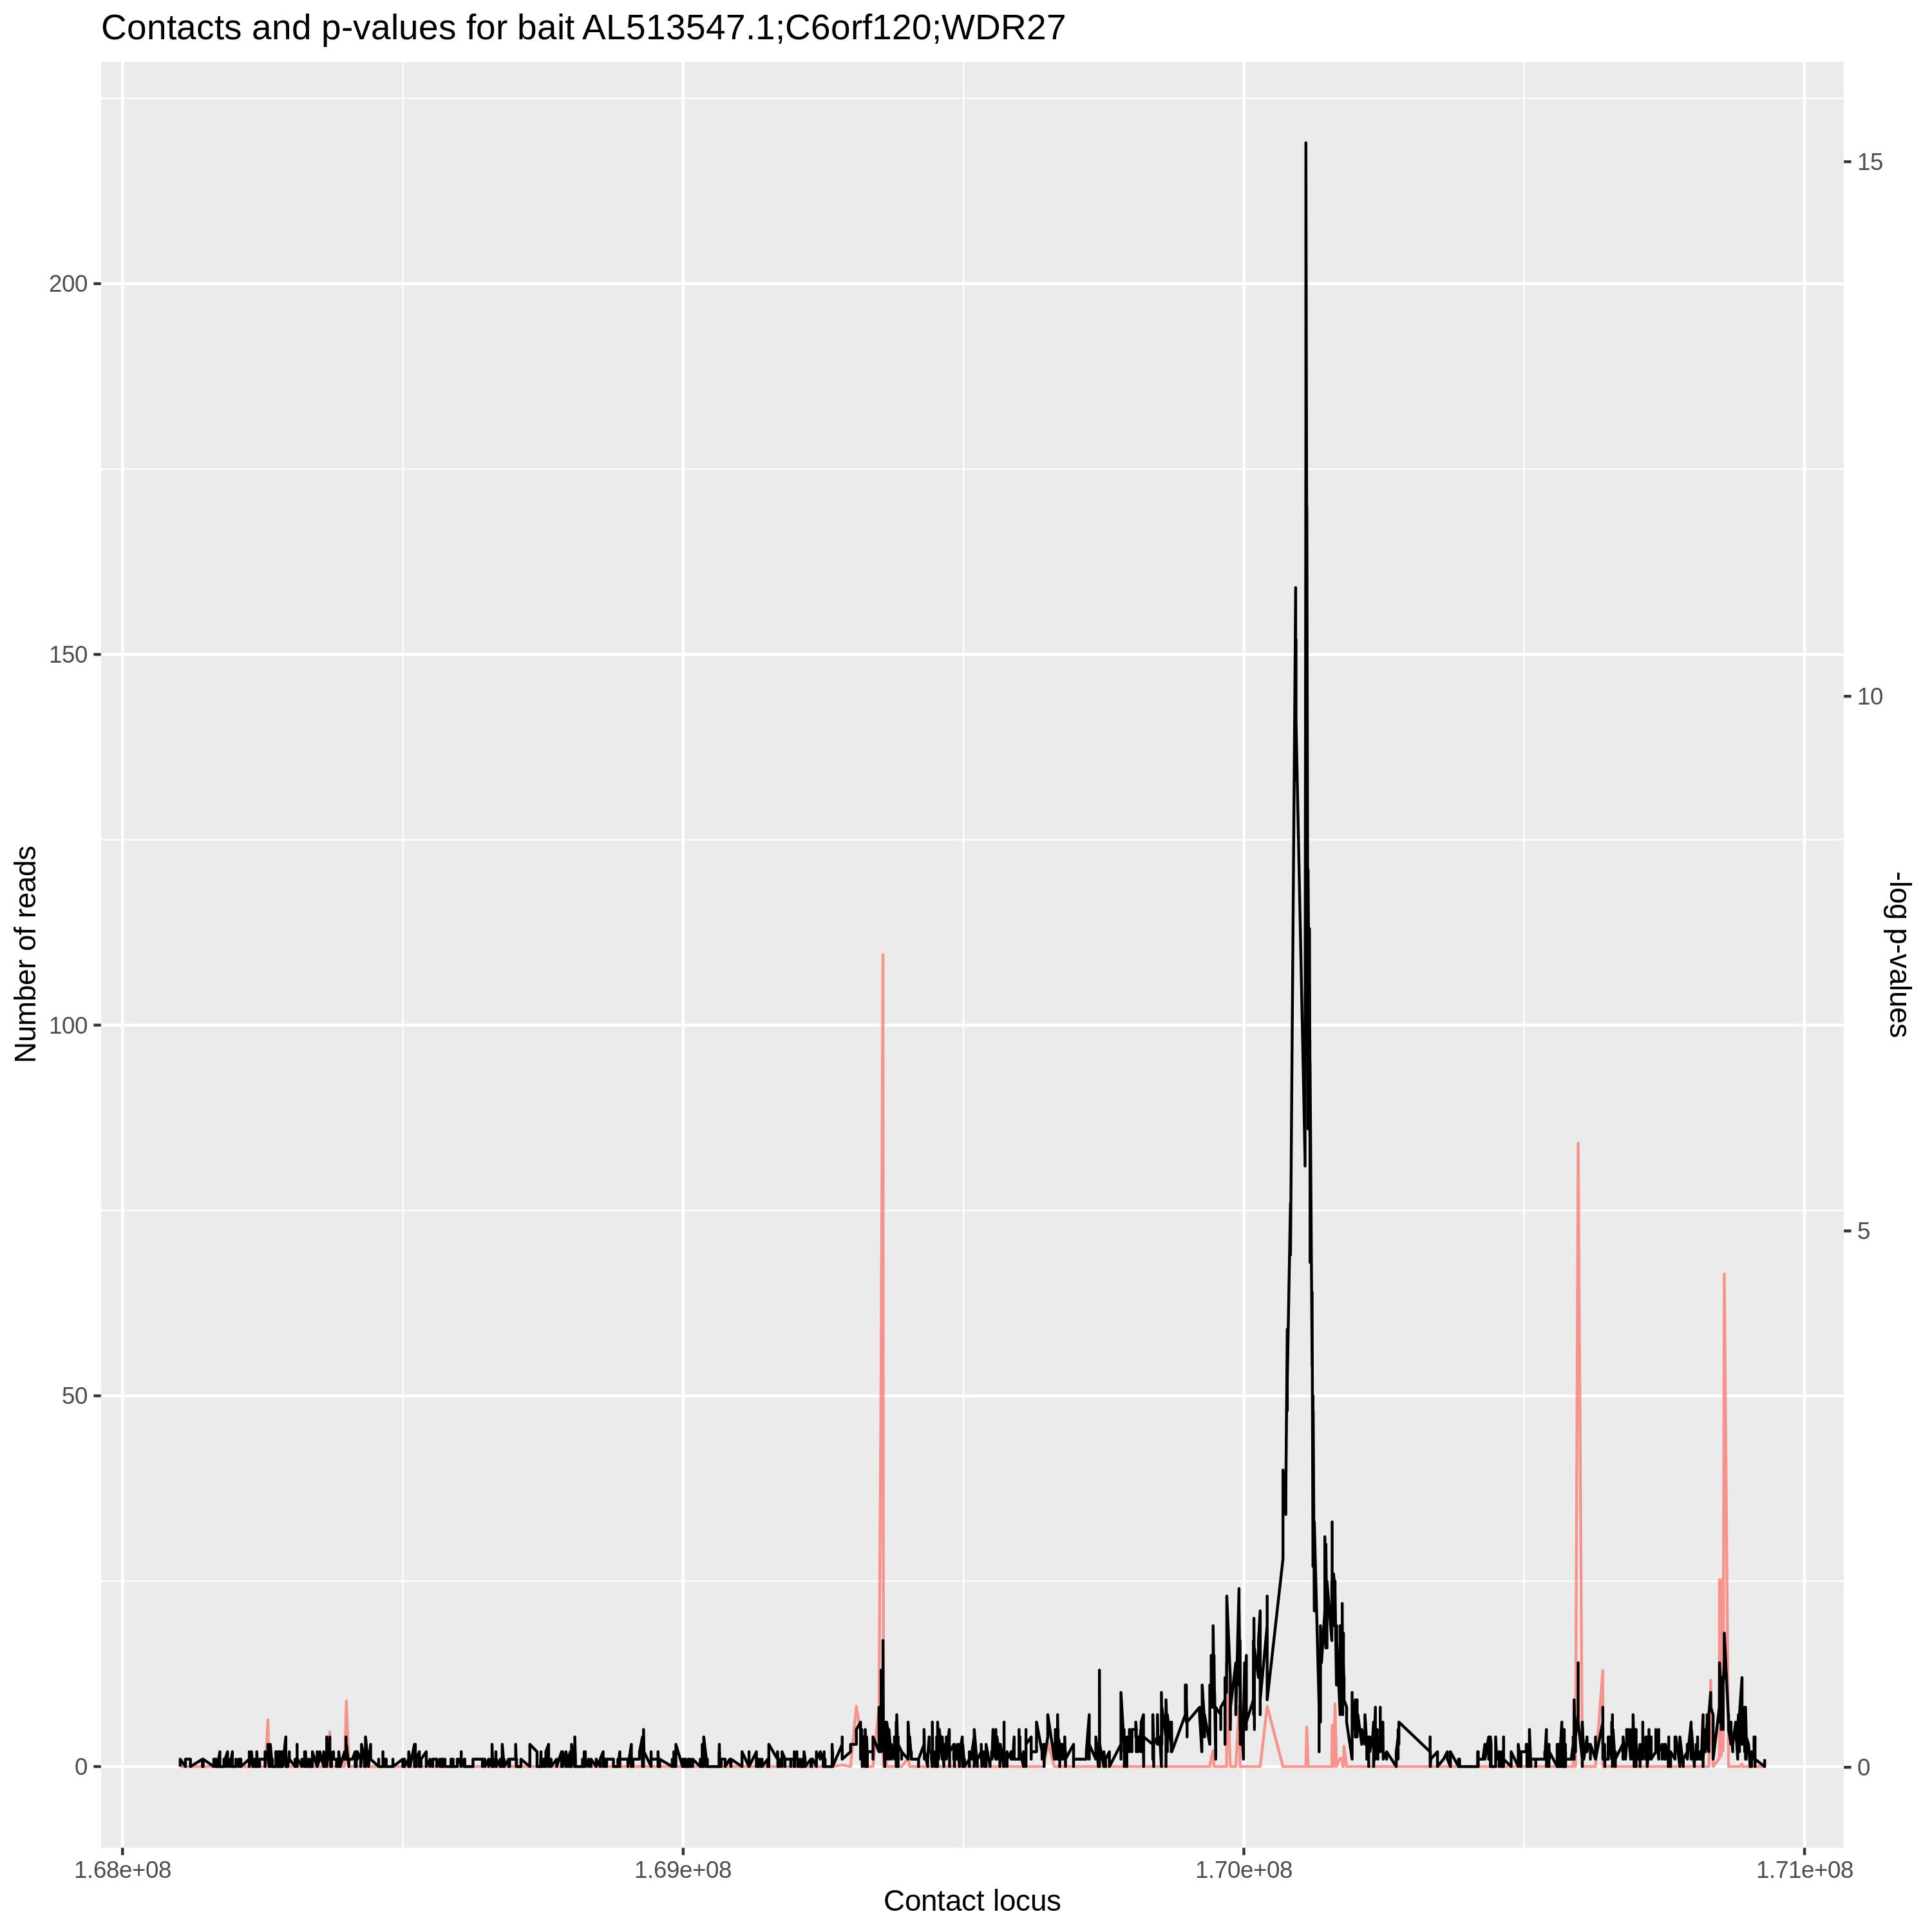 Contacts and p-values for bait AL513547.1;C6orf120;WDR27
Number of reads
200
150
100
50
0
15
10
5
0
-log p-values
1.68e+08
1.69e+08
1.70e+08
1.71e+08
Contact locus